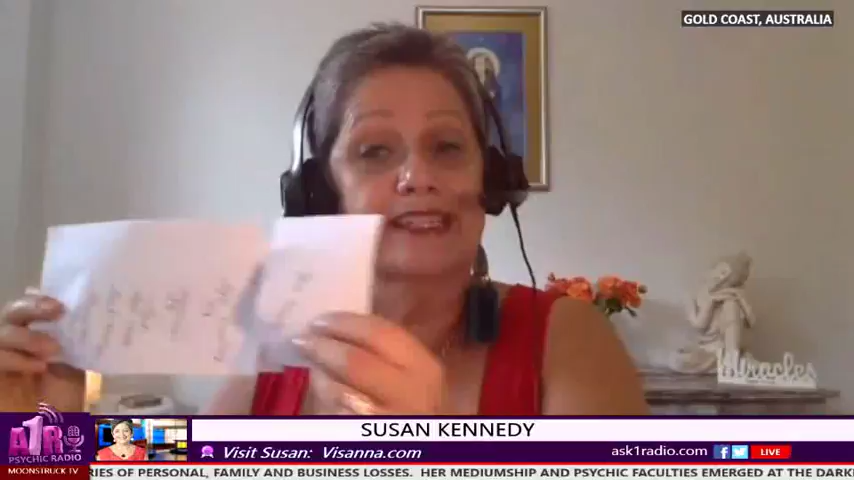 GOLD COAST, AUSTRALIA
Miracles
SUSAN KENNEDY
A1R
PSYCHIC RADIO
MOONSTRUCK TV
Visit Susan: Visanna.com
ask1radio.com
LIVE
RIES OF PERSONAL, FAMILY AND BUSINESS LOSSES. HER MEDIUMSHIP AND PSYCHIC FACULTIES EMERGED AT THE DARK